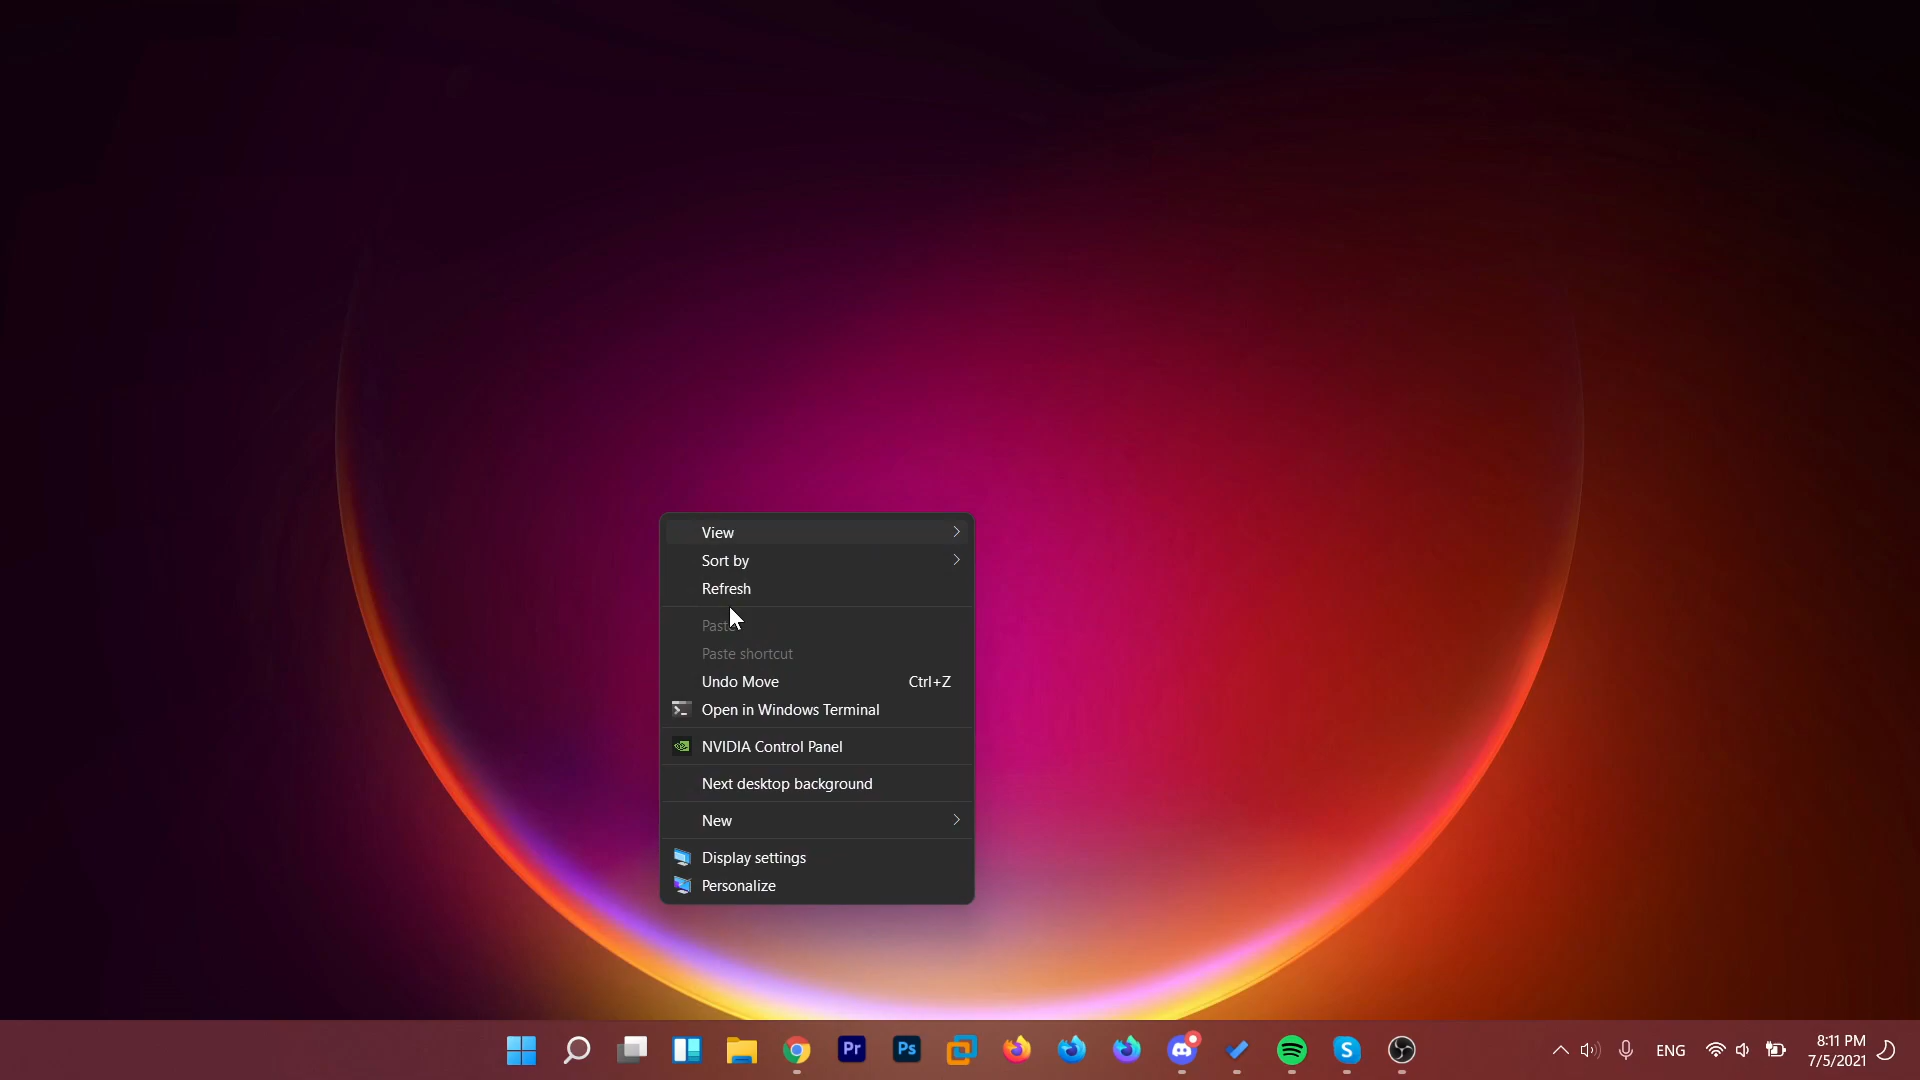 View
Sort by
Refresh
Paste
Paste shortcut
Undo Move Ctrl+Z
Open in Windows Terminal
NVIDIA Control Panel
Next desktop background
New
Display settings
Personalize
Pr
Ps
S
ENG
8:11 PM
7/5/2021